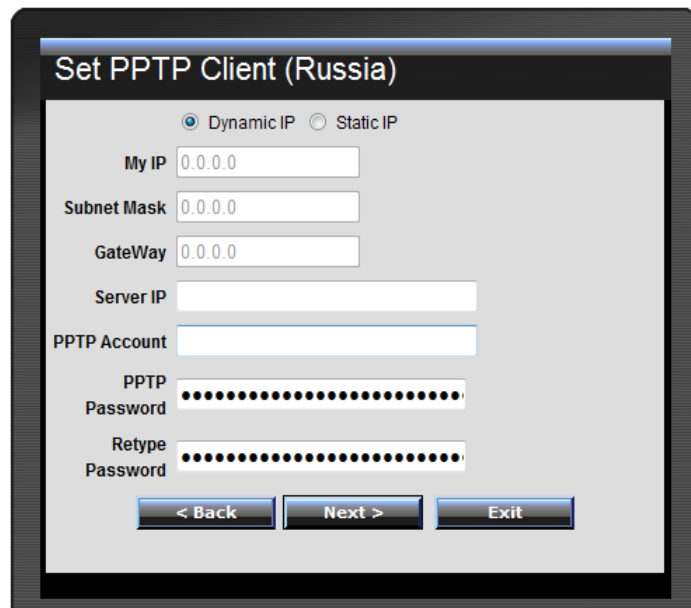 Set PPTP Client (Russia)
Dynamic IP Static IP
My IP 0.0.0.0
Subnet Mask 0.0.0.0
GateWay 0.0.0.0
Server IP
PPTP Account
PPTP
Password ••••••••••••••••••••••••••
Retype
Password ••••••••••••••••••••••••••
< Back Next > Exit